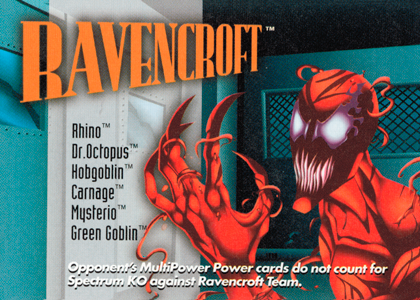 RAVENCROFT™
Rhino™
Dr.Octopus™
Hobgoblin™
Carnage™
Mysterio™
Green Goblin™
Opponent's MultiPower Power cards do not count for
Spectrum KO against Ravencroft Team.